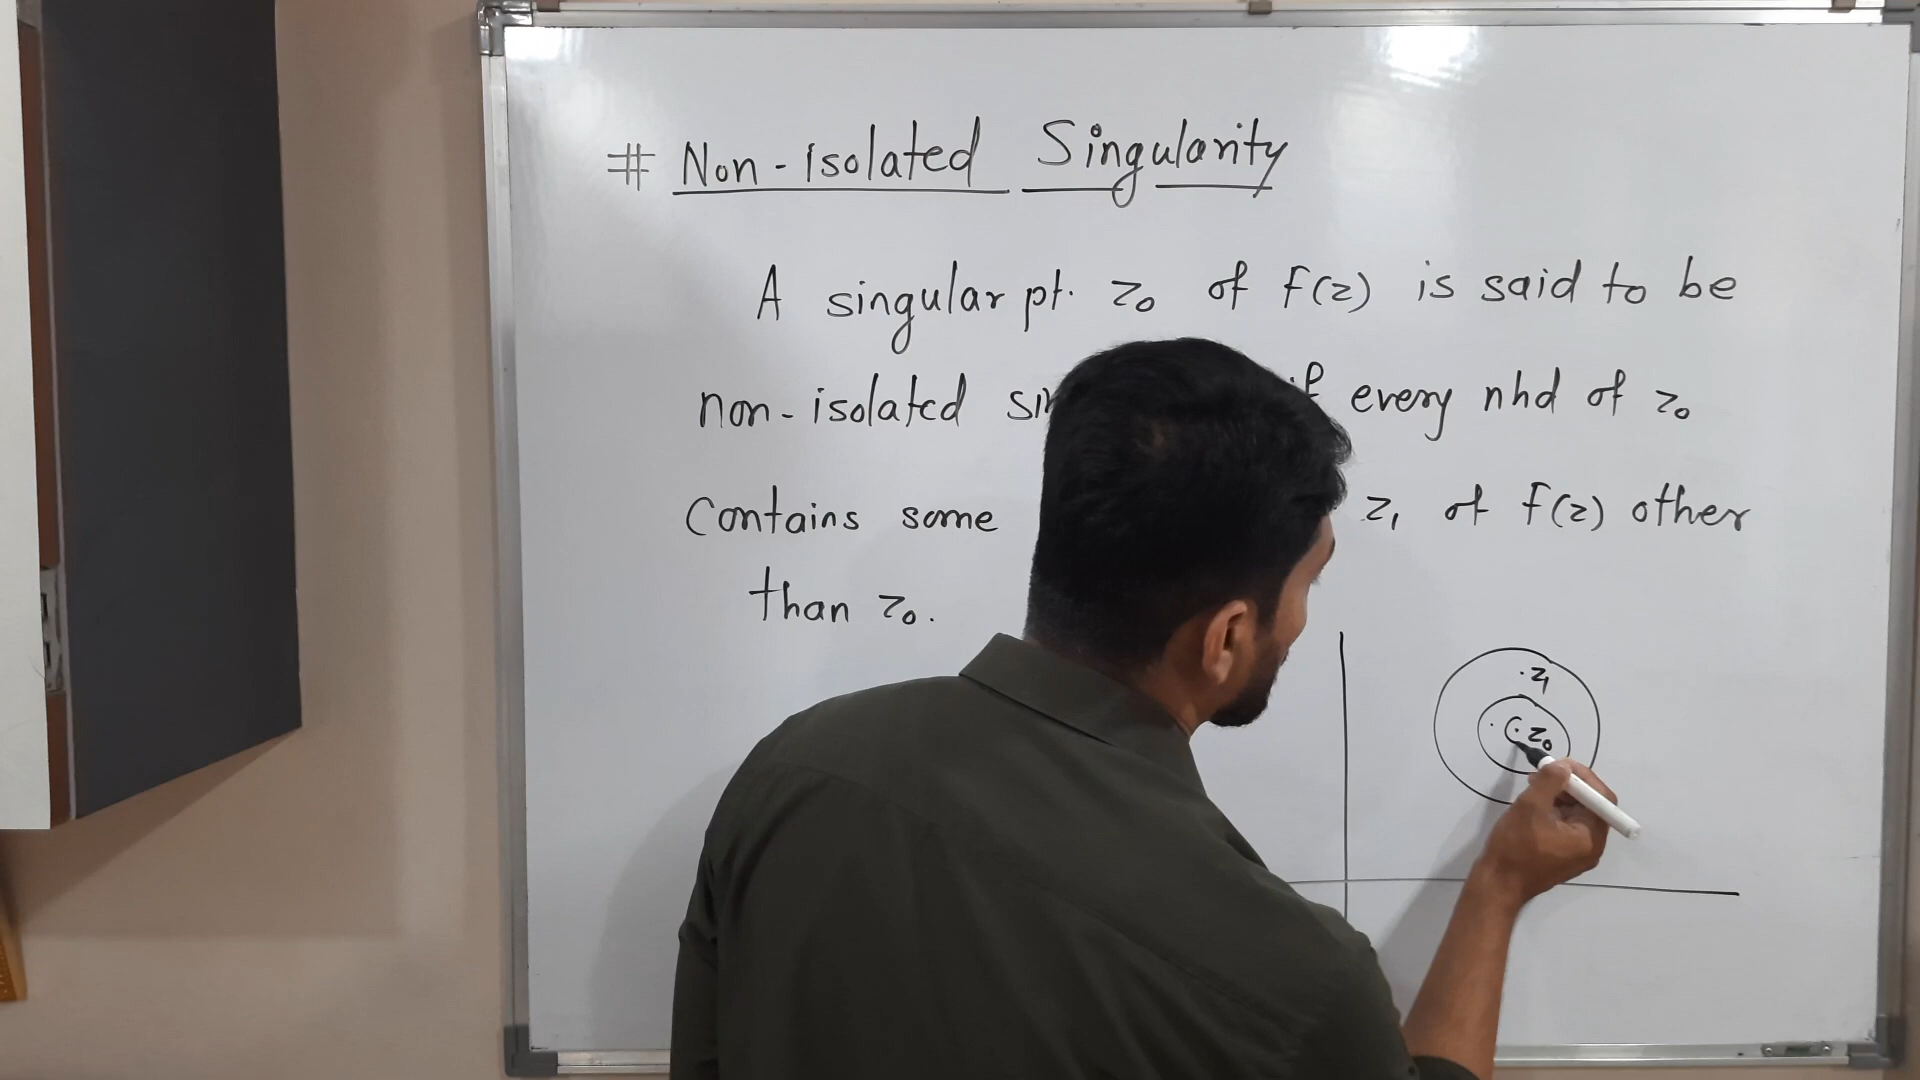 # Non-isolated Singularity
A singular pt. z₀ of f(z) is said to be
non-isolated if every nhd of z₀
Contains some z₁ of f(z) other
than z₀.
z₁
z₀